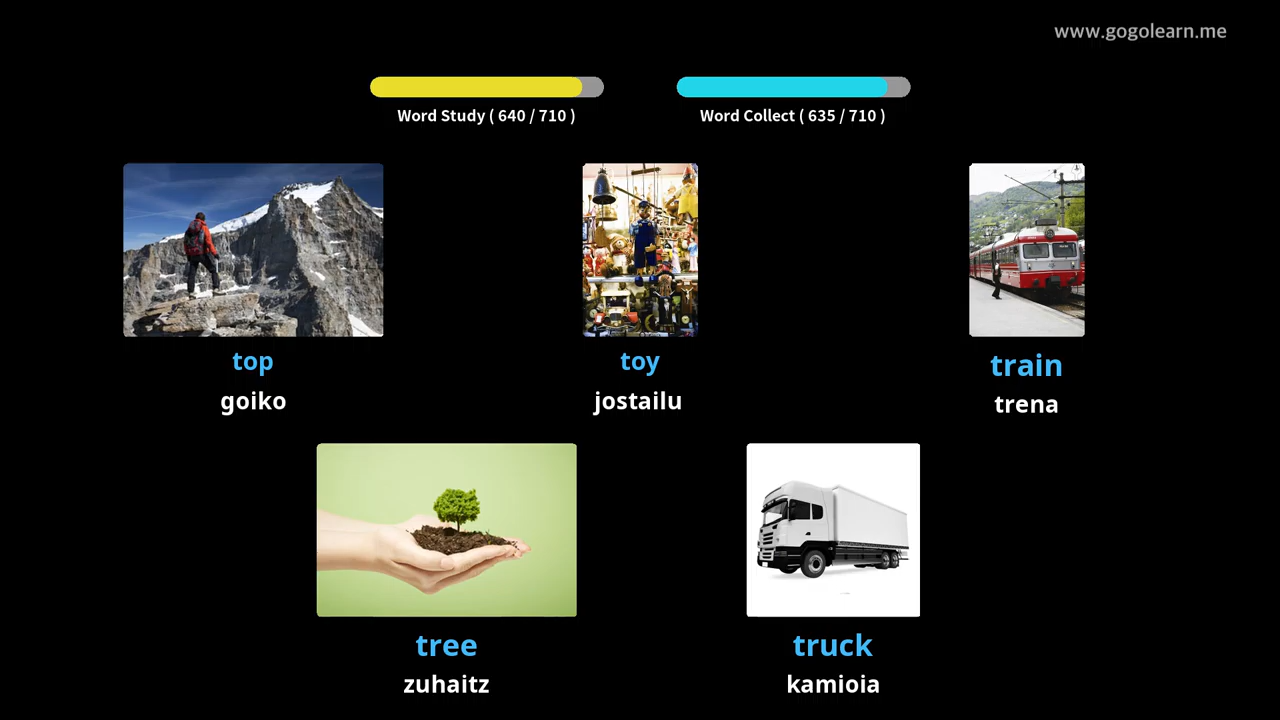 www.gogolearn.me
Word Study ( 640 / 710 )
Word Collect ( 635 / 710 )
top
goiko
toy
jostailu
train
trena
tree
zuhaitz
truck
kamioia